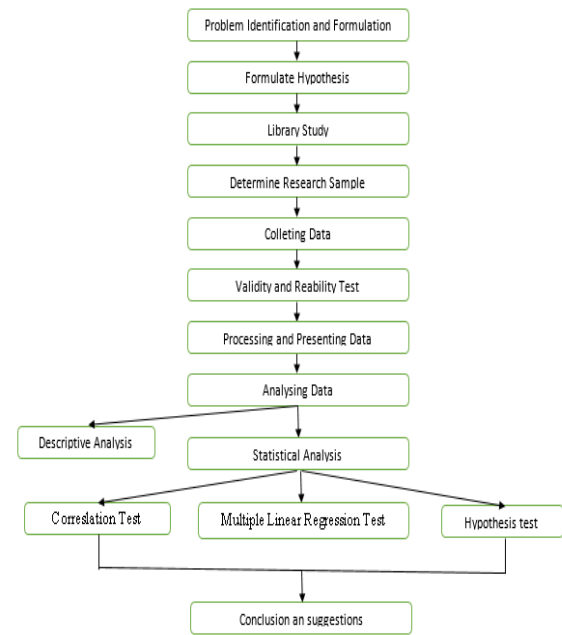 Problem Identification and Formulation
Formulate Hypothesis
Library Study
Determine Research Sample
Colleting Data
Validity and Reability Test
Processing and Presenting Data
Analysing Data
Descriptive Analysis
Statistical Analysis
Correslation Test
Multiple Linear Regression Test
Hypothesis test
Conclusion an suggestions